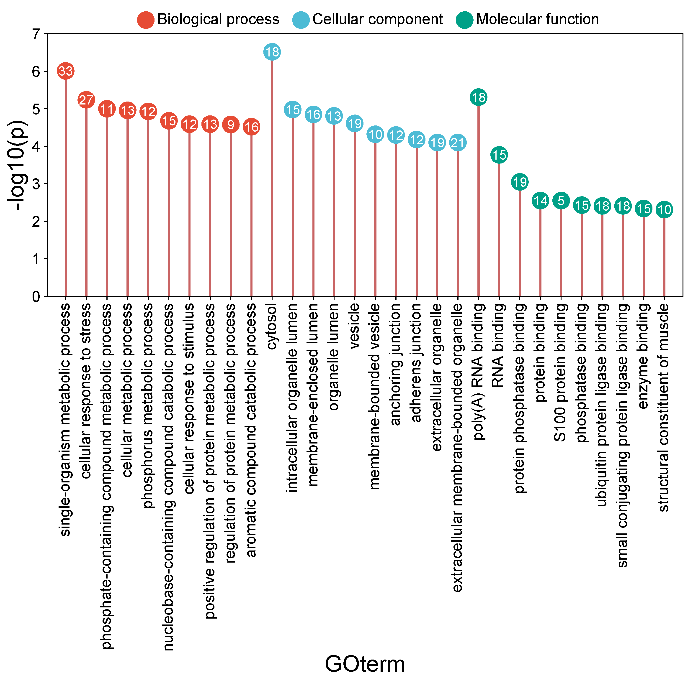 Biological process Cellular component Molecular function
-log10(p)
7
6
5
4
3
2
1
0
33
27
11
13
12
15
12
13
9
16
18
15
16
13
19
10
12
12
19
21
18
15
19
14
5
15
18
18
15
10
single-organism metabolic process
cellular response to stress
phosphate-containing compound metabolic process
cellular metabolic process
phosphorus metabolic process
nucleobase-containing compound catabolic process
cellular response to stimulus
positive regulation of protein metabolic process
regulation of protein metabolic process
aromatic compound catabolic process
cytosol
intracellular organelle lumen
membrane-enclosed lumen
organelle lumen
vesicle
membrane-bounded vesicle
anchoring junction
adherens junction
extracellular organelle
extracellular membrane-bounded organelle
poly(A) RNA binding
RNA binding
protein phosphatase binding
protein binding
S100 protein binding
phosphatase binding
ubiquitin protein ligase binding
small conjugating protein ligase binding
enzyme binding
structural constituent of muscle
GOterm